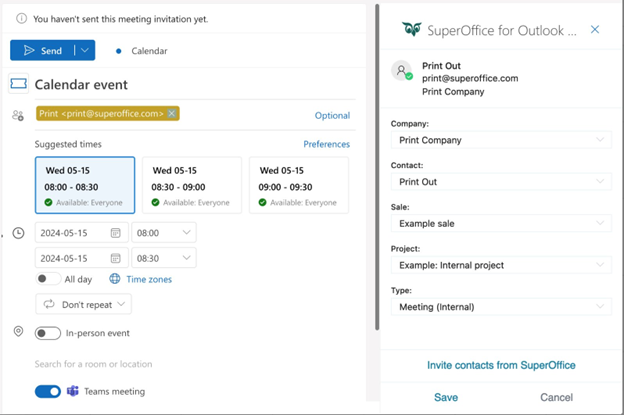 You haven't sent this meeting invitation yet.
Send
Calendar
Calendar event
Print <print@superoffice.com>
Optional
Suggested times
Preferences
Wed 05-15
08:00 - 08:30
Available: Everyone
Wed 05-15
08:30 - 09:00
Available: Everyone
Wed 05-15
09:00 - 09:30
Available: Everyone
2024-05-15
08:00
2024-05-15
08:30
All day
Time zones
Don't repeat
In-person event
Search for a room or location
Teams meeting
SuperOffice for Outlook ...
Print Out
print@superoffice.com
Print Company
Company:
Print Company
Contact:
Print Out
Sale:
Example sale
Project:
Example: Internal project
Type:
Meeting (Internal)
Invite contacts from SuperOffice
Save
Cancel